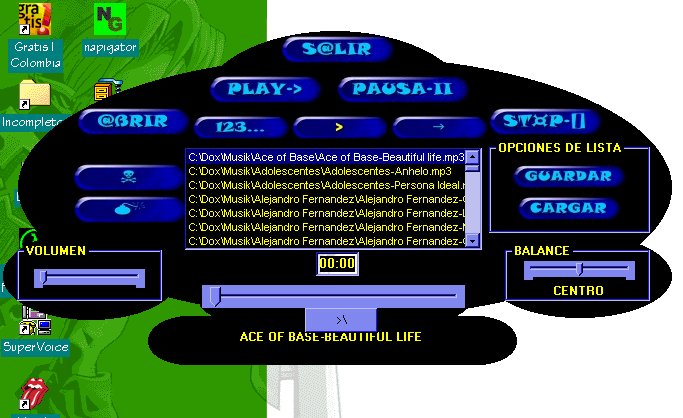 Gratis I
Colombia
napigator
Incompleto
SuperVoice
S@LIR
PLAY->
PAUSA-II
@BRIR
123...
>
→
ST¤P-[]
C:\Dox\Musik\Ace of Base\Ace of Base-Beautiful life.mp3
C:\Dox\Musik\Adolescentes\Adolescentes-Anhelo.mp3
C:\Dox\Musik\Adolescentes\Adolescentes-Persona Ideal.m
C:\Dox\Musik\Alejandro Fernandez\Alejandro Fernandez-
C:\Dox\Musik\Alejandro Fernandez\Alejandro Fernandez-
C:\Dox\Musik\Alejandro Fernandez\Alejandro Fernandez-
C:\Dox\Musik\Alejandro Fernandez\Alejandro Fernandez-
OPCIONES DE LISTA
GUARDAR
CARGAR
VOLUMEN
00:00
BALANCE
CENTRO
>\
ACE OF BASE-BEAUTIFUL LIFE